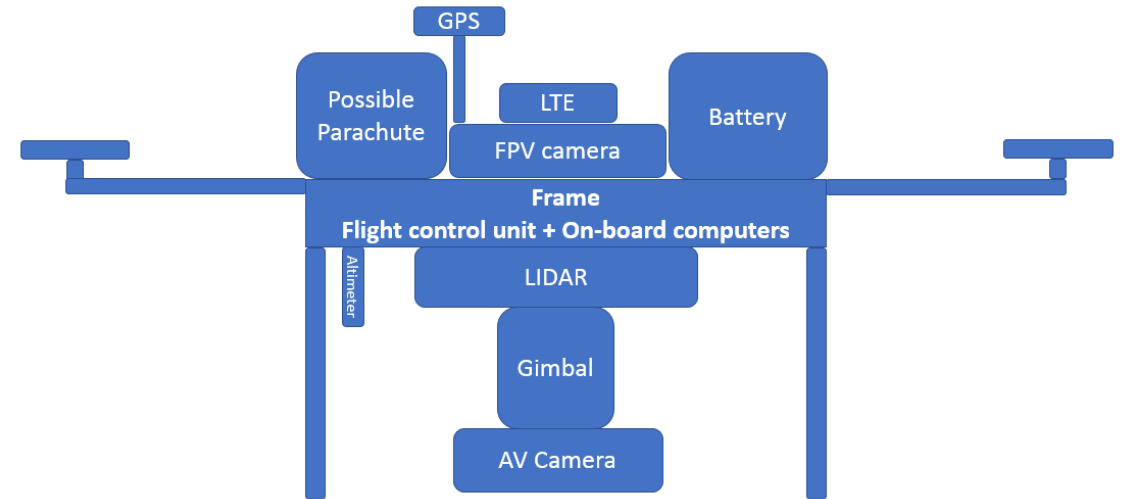 GPS
Possible
Parachute
LTE
Battery
FPV camera
Frame
Flight control unit + On-board computers
Altimeter
LIDAR
Gimbal
AV Camera